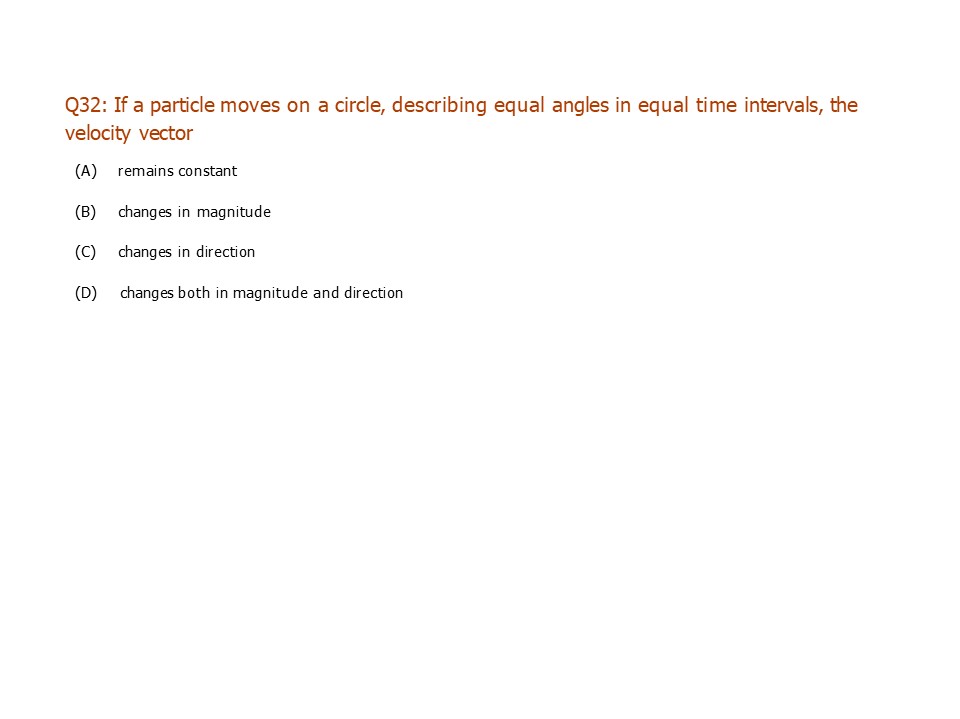 Q32: If a particle moves on a circle, describing equal angles in equal time intervals, the
velocity vector
(A) remains constant
(B) changes in magnitude
(C) changes in direction
(D) changes both in magnitude and direction